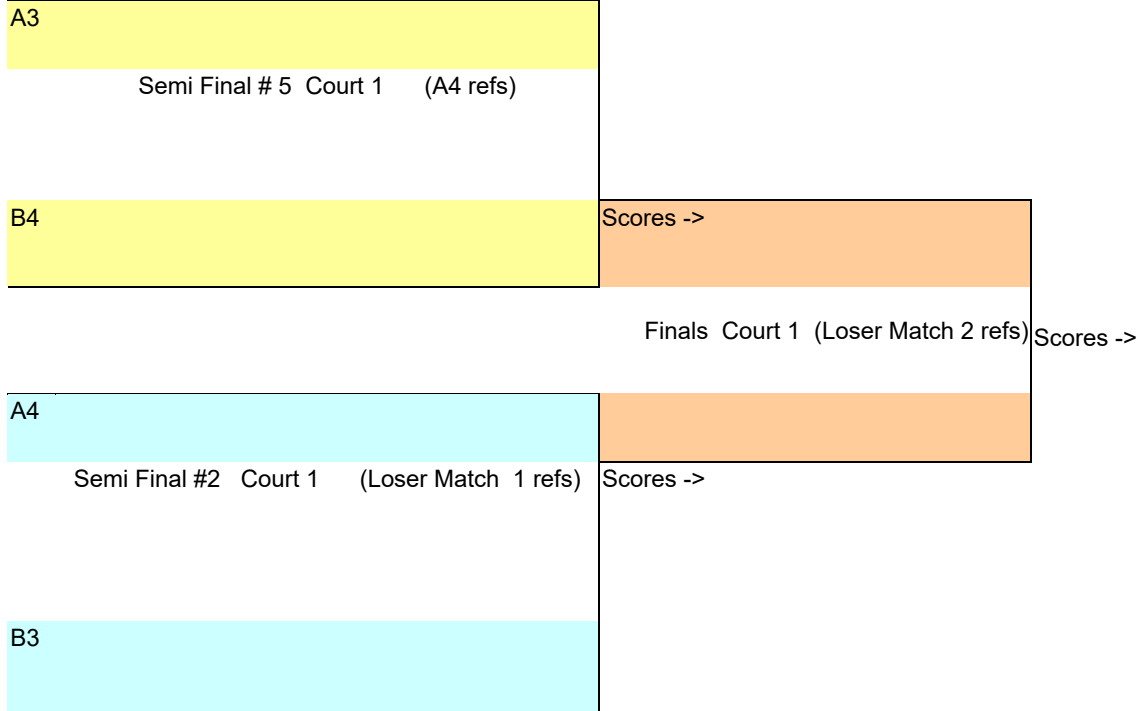 A3
Semi Final # 5  Court 1      (A4 refs)
B4
Scores ->
Finals  Court 1  (Loser Match 2 refs)
Scores ->
A4
Semi Final #2   Court 1      (Loser Match  1 refs)
Scores ->
B3